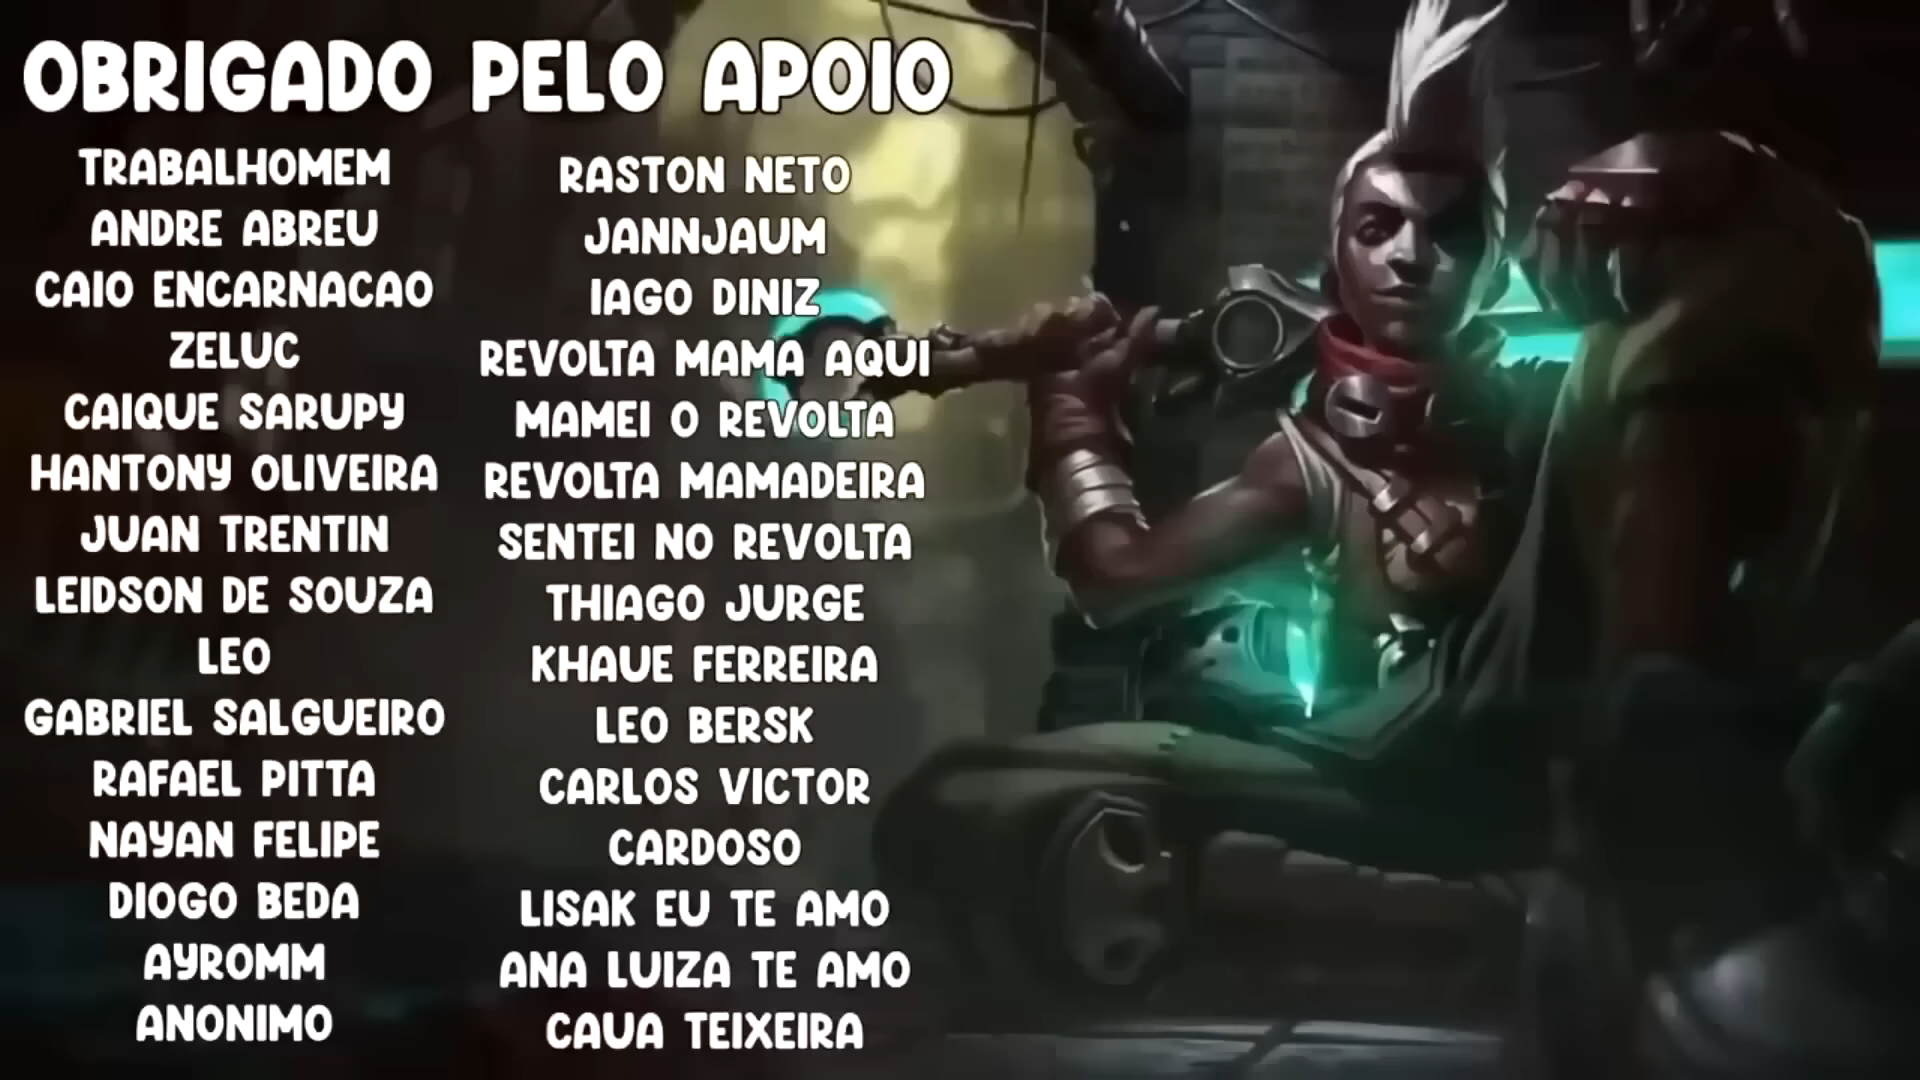 OBRIGADO PELO APOIO
TRABALHOMEM
ANDRE ABREU
CAIO ENCARNACAO
ZELUC
CAIQUE SARUPY
HANTONY OLIVEIRA
JUAN TRENTIN
LEIDSON DE SOUZA
LEO
GABRIEL SALGUEIRO
RAFAEL PITTA
NAYAN FELIPE
DIOGO BEDA
AYROMM
ANONIMO
RASTON NETO
JANNJAUM
IAGO DINIZ
REVOLTA MAMA AQUI
MAMEI O REVOLTA
REVOLTA MAMADEIRA
SENTEI NO REVOLTA
THIAGO JURGE
KHAUE FERREIRA
LEO BERSK
CARLOS VICTOR
CARDOSO
LISAK EU TE AMO
ANA LUIZA TE AMO
CAUA TEIXEIRA